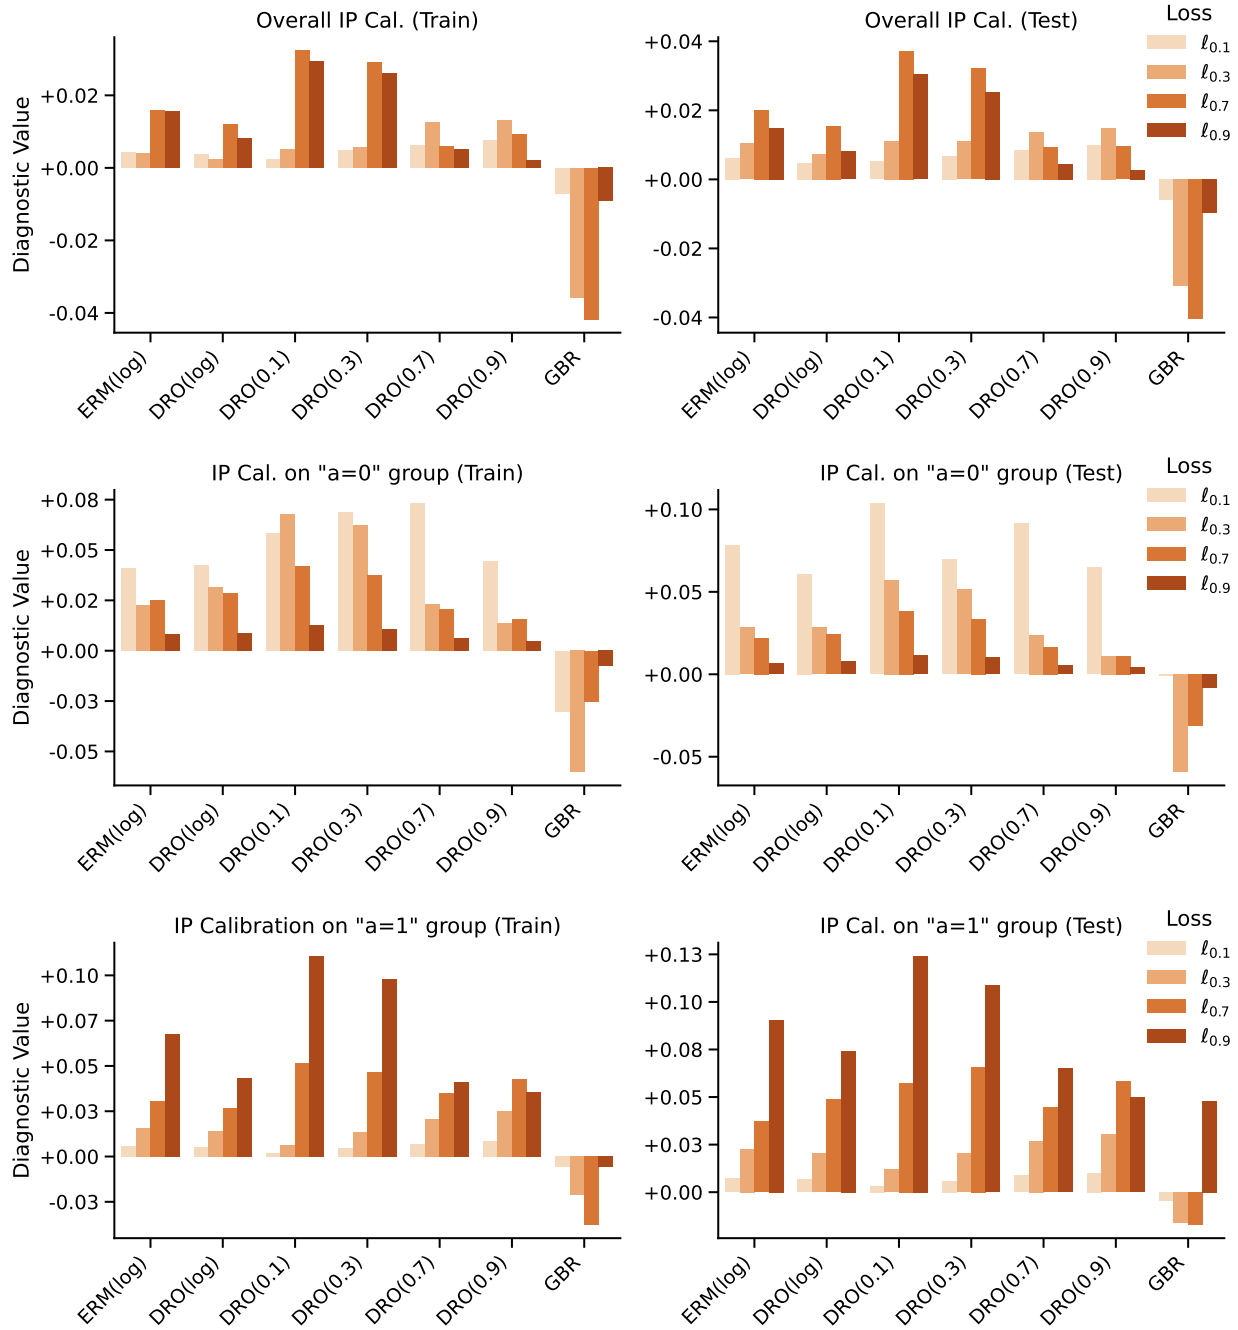 Overall IP Cal. (Train)
Diagnostic Value
+0.02
+0.00
-0.02
-0.04
ERM(log)
DRO(log)
DRO(0.1)
DRO(0.3)
DRO(0.7)
DRO(0.9)
GBR
Overall IP Cal. (Test)
+0.04
+0.02
+0.00
-0.02
-0.04
ERM(log)
DRO(log)
DRO(0.1)
DRO(0.3)
DRO(0.7)
DRO(0.9)
GBR
Loss
ℓ0.1
ℓ0.3
ℓ0.7
ℓ0.9
IP Cal. on "a=0" group (Train)
Diagnostic Value
+0.08
+0.05
+0.02
+0.00
-0.03
-0.05
ERM(log)
DRO(log)
DRO(0.1)
DRO(0.3)
DRO(0.7)
DRO(0.9)
GBR
IP Cal. on "a=0" group (Test)
+0.10
+0.05
+0.00
-0.05
ERM(log)
DRO(log)
DRO(0.1)
DRO(0.3)
DRO(0.7)
DRO(0.9)
GBR
Loss
ℓ0.1
ℓ0.3
ℓ0.7
ℓ0.9
IP Calibration on "a=1" group (Train)
Diagnostic Value
+0.10
+0.07
+0.05
+0.03
+0.00
-0.03
ERM(log)
DRO(log)
DRO(0.1)
DRO(0.3)
DRO(0.7)
DRO(0.9)
GBR
IP Cal. on "a=1" group (Test)
+0.13
+0.10
+0.08
+0.05
+0.03
+0.00
ERM(log)
DRO(log)
DRO(0.1)
DRO(0.3)
DRO(0.7)
DRO(0.9)
GBR
Loss
ℓ0.1
ℓ0.3
ℓ0.7
ℓ0.9